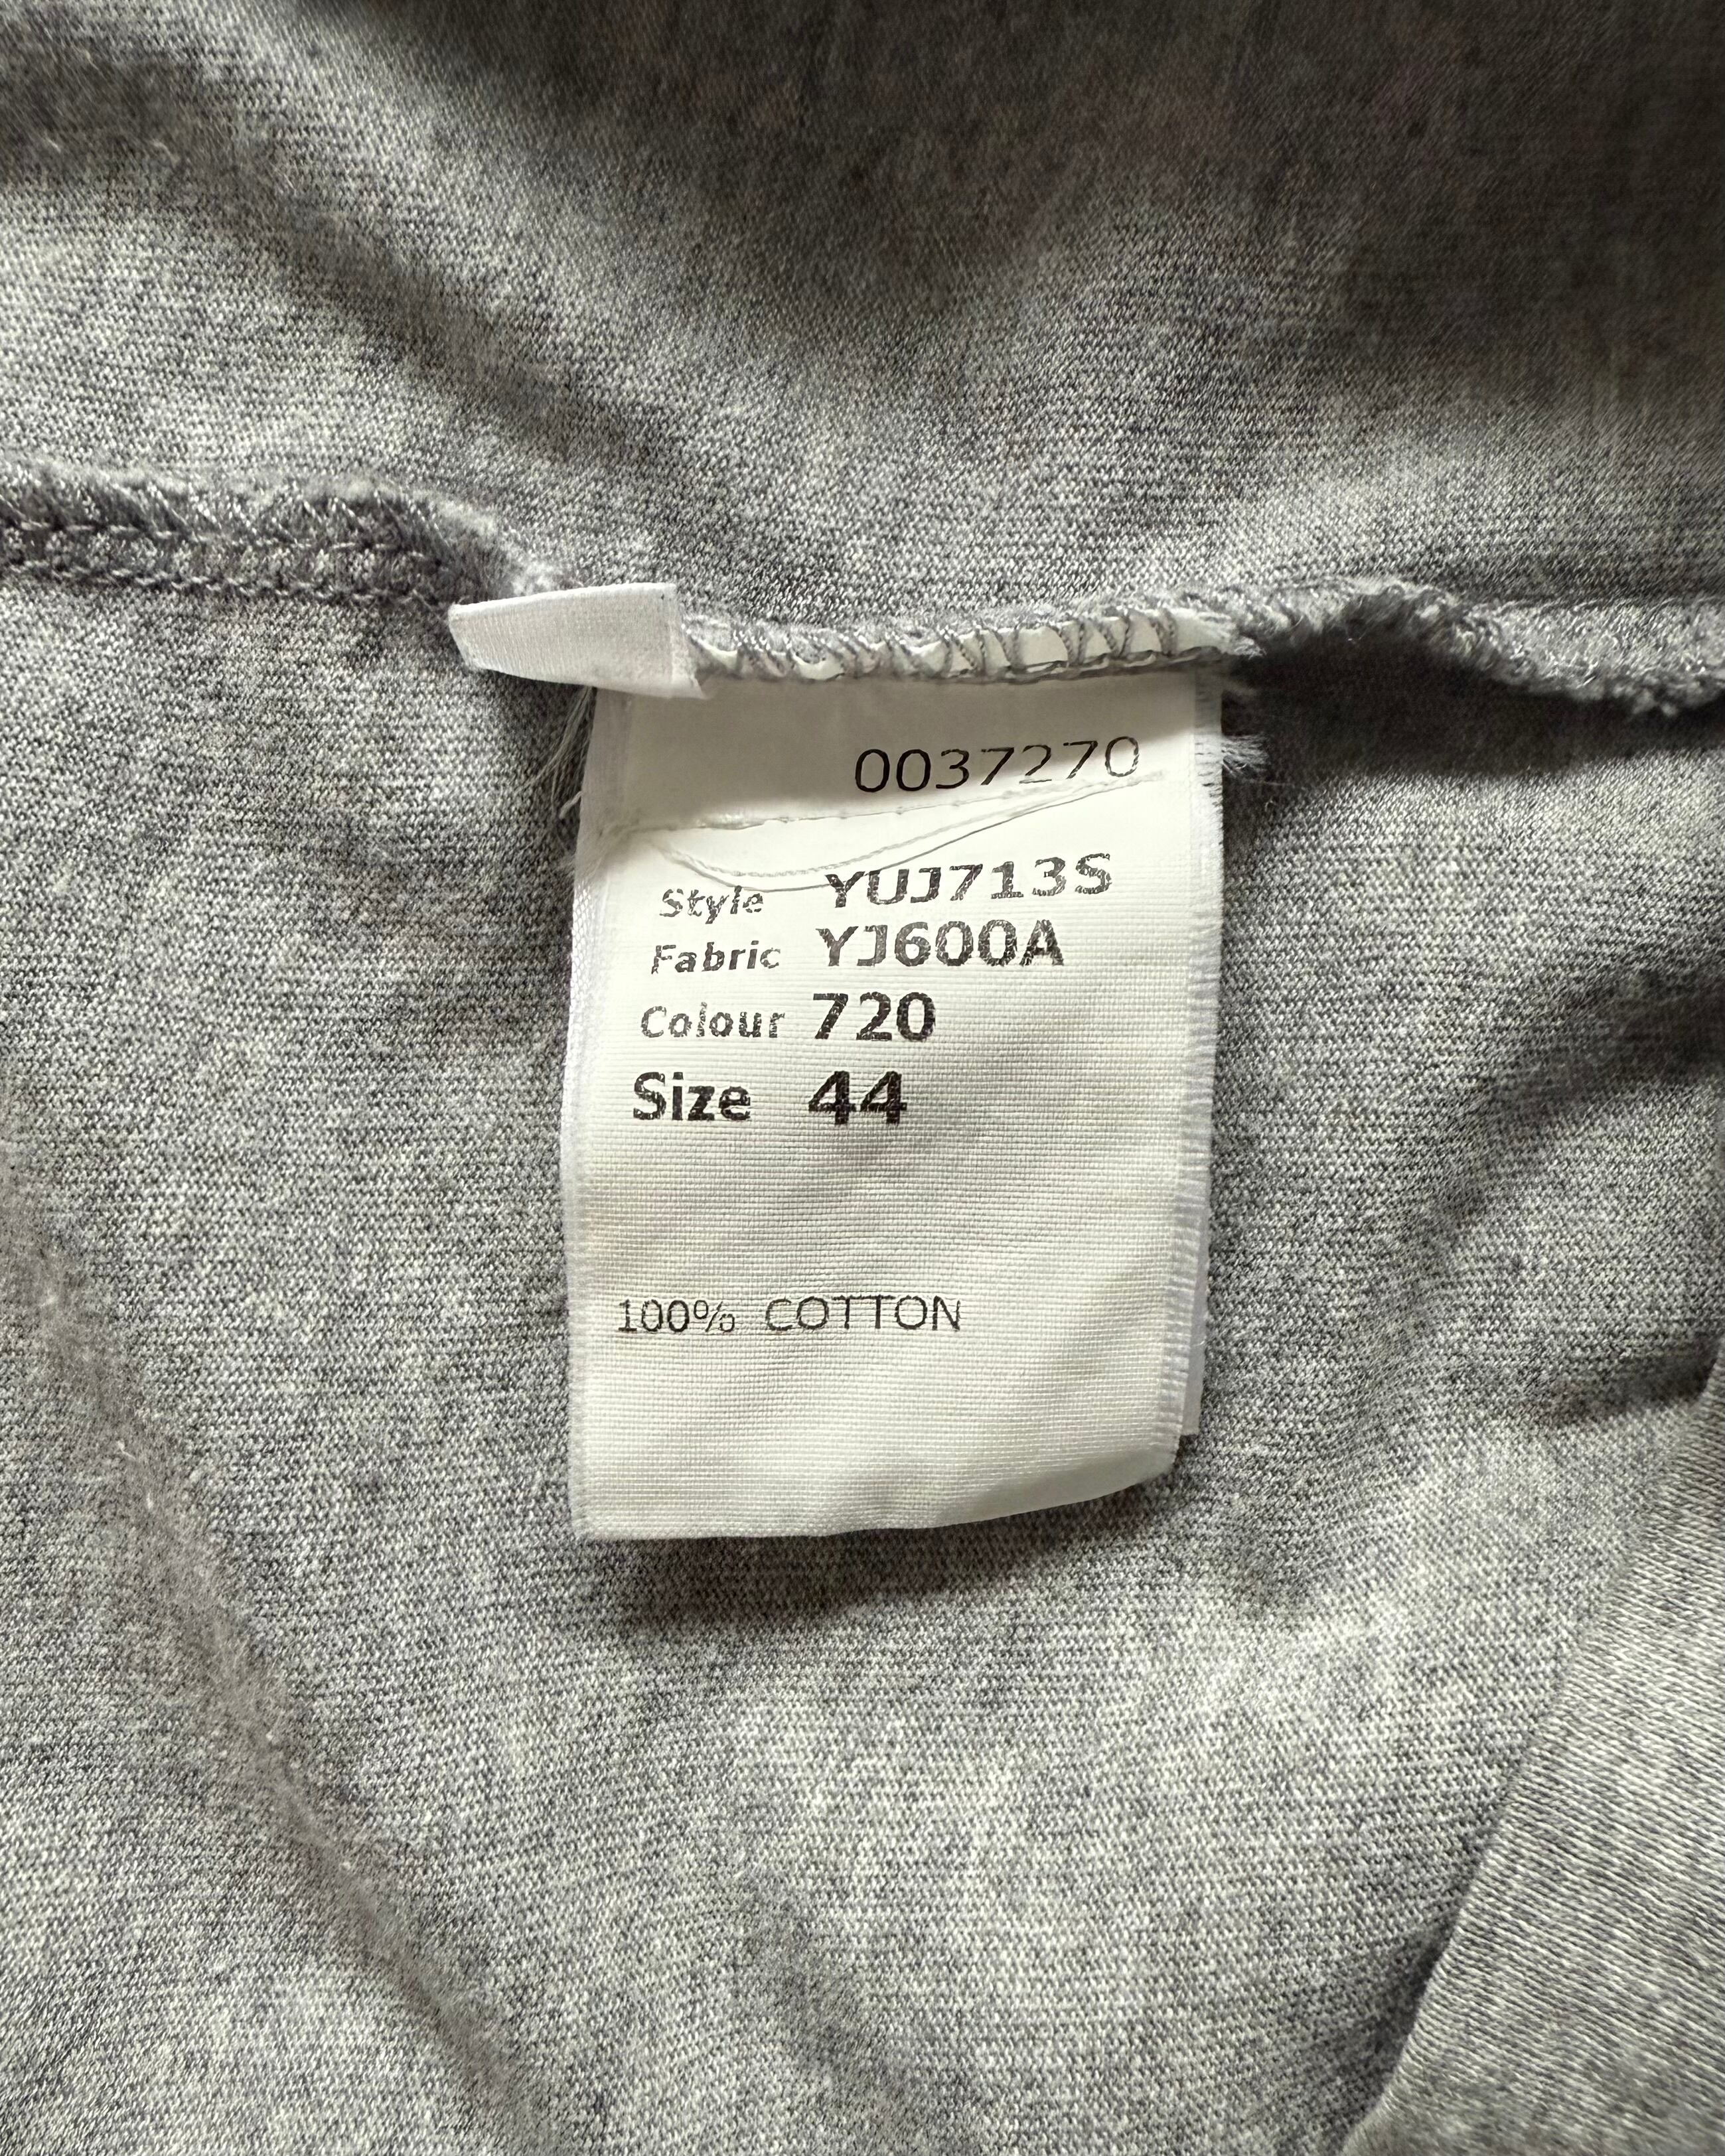 0037270
Style YUJ713S
Fabric YJ600A
Colour 720
Size 44
100% COTTON